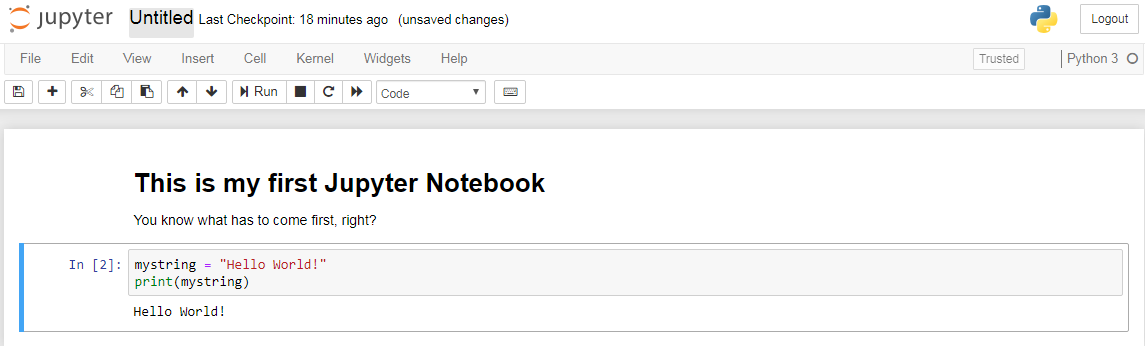 jupyter Untitled Last Checkpoint: 18 minutes ago (unsaved changes) Logout
File Edit View Insert Cell Kernel Widgets Help Trusted Python 3
Run Code
This is my first Jupyter Notebook
You know what has to come first, right?
In [2]: mystring = "Hello World!"
print(mystring)
Hello World!